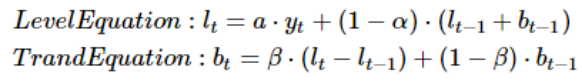 LevelEquation : l_t = a · y_t + (1 − α) · (l_{t−1} + b_{t−1})
TrandEquation : b_t = β · (l_t − l_{t−1}) + (1 − β) · b_{t−1}